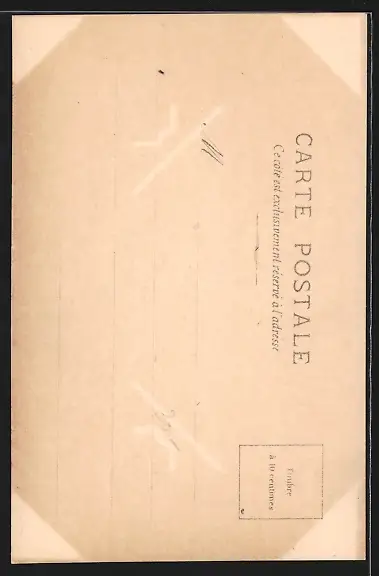 CARTE POSTALE
Ce côté est exclusivement réservé à l'adresse
Timbre
à 10 centimes
M